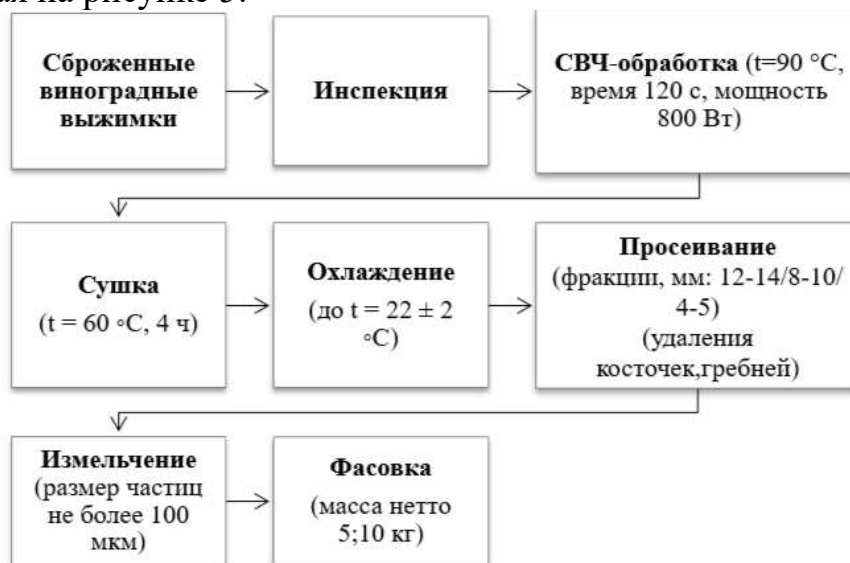 Сброженные
виноградные
выжимки
Инспекция
СВЧ-обработка (t=90 °C,
время 120 с, мощность
800 Вт)
Сушка
(t = 60 ◦C, 4 ч)
Охлаждение
(до t = 22 ± 2
◦C)
Просеивание
(фракции, мм: 12-14/8-10/
4-5)
(удаления
косточек,гребней)
Измельчение
(размер частиц
не более 100
мкм)
Фасовка
(масса нетто
5;10 кг)